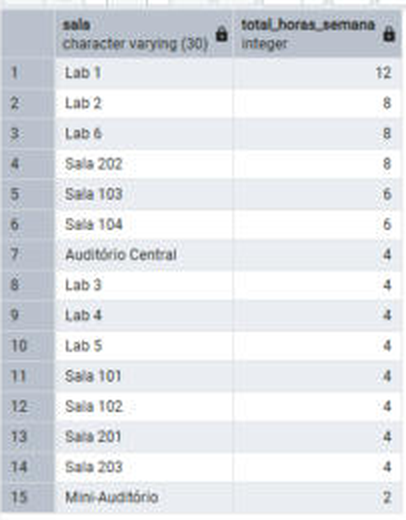 sala total_horas_semana
character varying (30) integer
1 Lab 1 12
2 Lab 2 8
3 Lab 6 8
4 Sala 202 8
5 Sala 103 6
6 Sala 104 6
7 Auditório Central 4
8 Lab 3 4
9 Lab 4 4
10 Lab 5 4
11 Sala 101 4
12 Sala 102 4
13 Sala 201 4
14 Sala 203 4
15 Mini-Auditório 2